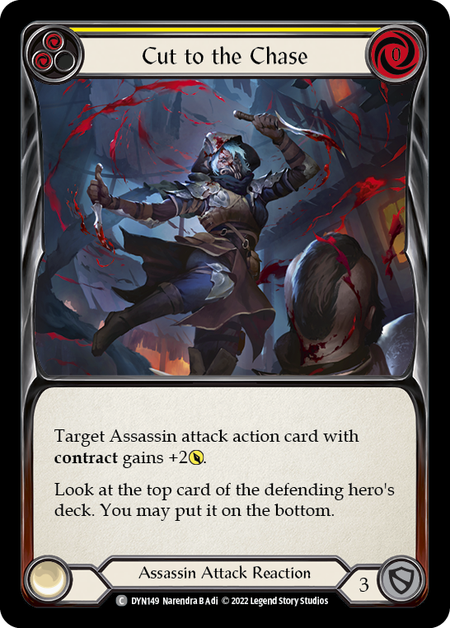 Cut to the Chase
0
Target Assassin attack action card with
contract gains +2.
Look at the top card of the defending hero's
deck. You may put it on the bottom.
Assassin Attack Reaction
3
C DYN149 Narendra B Adi © 2022 Legend Story Studios